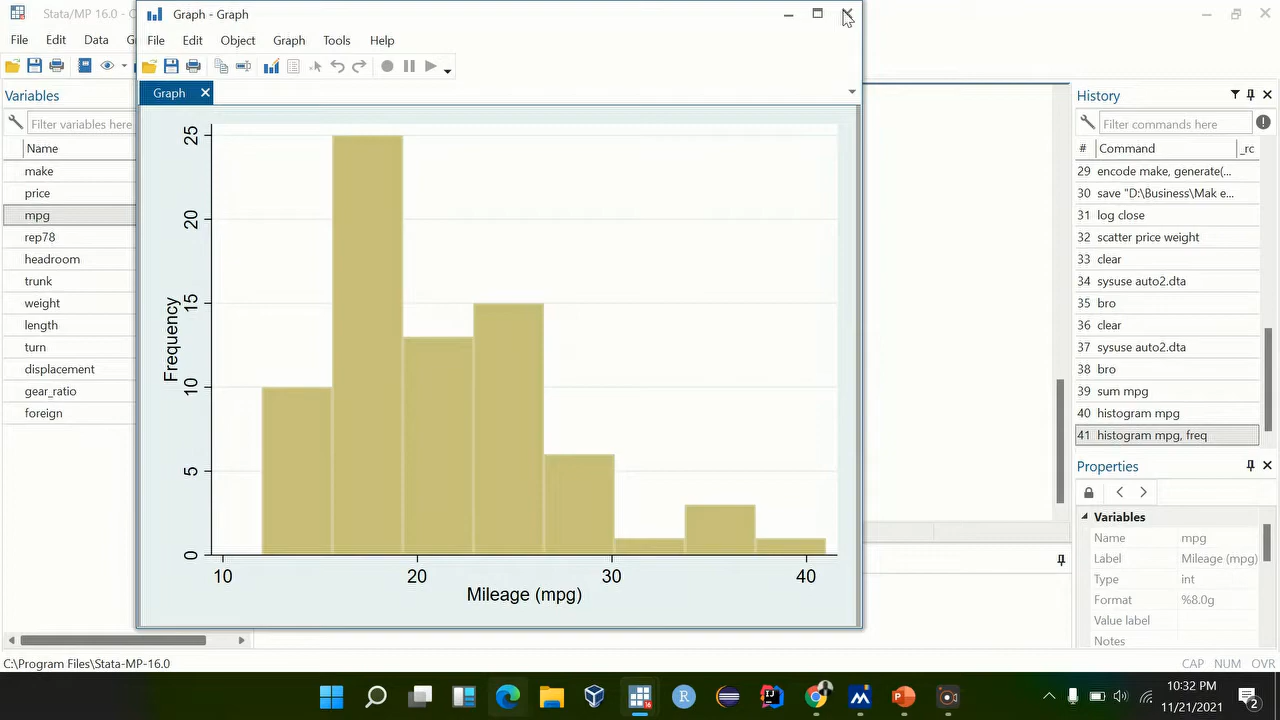 Stata/MP 16.0
File Edit Data
Variables
Filter variables here
Name
make
price
mpg
rep78
headroom
trunk
weight
length
turn
displacement
gear_ratio
foreign
C:\Program Files\Stata-MP-16.0
Graph - Graph
File Edit Object Graph Tools Help
Graph
25
20
15
10
5
0
Frequency
10 20 30 40
Mileage (mpg)
History
Filter commands here
# Command _rc
29 encode make, generate(...
30 save "D:\Business\Mak e...
31 log close
32 scatter price weight
33 clear
34 sysuse auto2.dta
35 bro
36 clear
37 sysuse auto2.dta
38 bro
39 sum mpg
40 histogram mpg
41 histogram mpg, freq
Properties
Variables
Name mpg
Label Mileage (mpg)
Type int
Format %8.0g
Value label
Notes
CAP NUM OVR
10:32 PM
11/21/2021